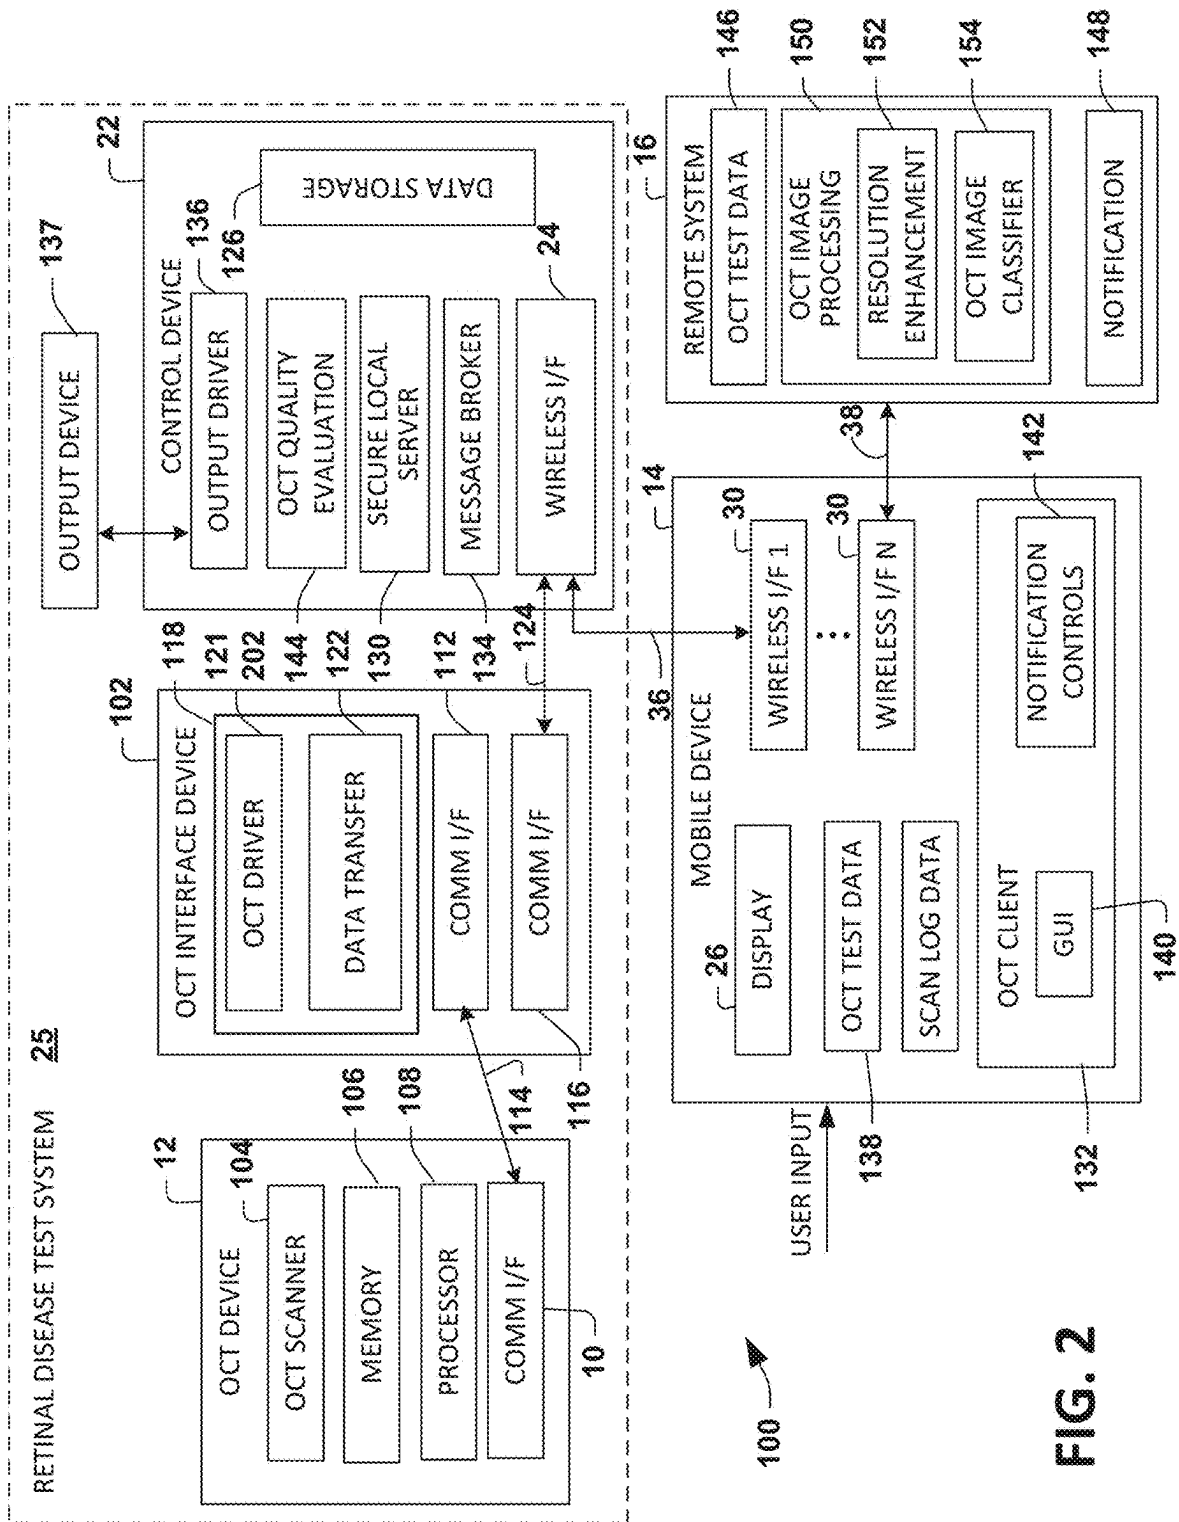 RETINAL DISEASE TEST SYSTEM 25
12
OCT DEVICE
104
OCT SCANNER
106
MEMORY
108
PROCESSOR
COMM I/F
10
114
102
OCT INTERFACE DEVICE
118
121
202
OCT DRIVER
122
DATA TRANSFER
112
COMM I/F
COMM I/F
116
124
137
OUTPUT DEVICE
22
CONTROL DEVICE
136
OUTPUT DRIVER
126
DATA STORAGE
OCT QUALITY
EVALUATION
144
SECURE LOCAL
SERVER
130
MESSAGE BROKER
134
24
WIRELESS I/F
36
USER INPUT
14
MOBILE DEVICE
26
DISPLAY
OCT TEST DATA
138
SCAN LOG DATA
30
WIRELESS I/F 1
30
WIRELESS I/F N
OCT CLIENT
132
GUI
140
142
NOTIFICATION
CONTROLS
38
16
REMOTE SYSTEM
146
OCT TEST DATA
150
OCT IMAGE
PROCESSING
152
RESOLUTION
ENHANCEMENT
154
OCT IMAGE
CLASSIFIER
148
NOTIFICATION
100
FIG. 2